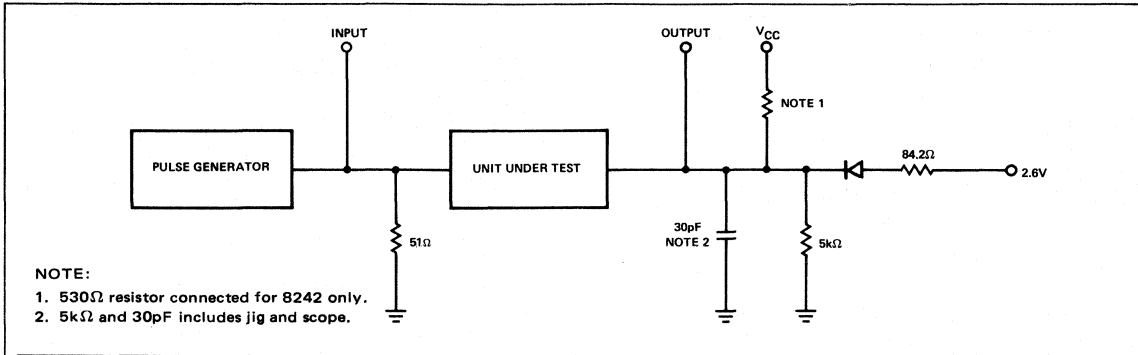 INPUT
OUTPUT
VCC
NOTE 1
PULSE GENERATOR
UNIT UNDER TEST
84.2Ω
2.6V
51Ω
30pF
NOTE 2
5kΩ
NOTE:
1. 530Ω resistor connected for 8242 only.
2. 5kΩ and 30pF includes jig and scope.